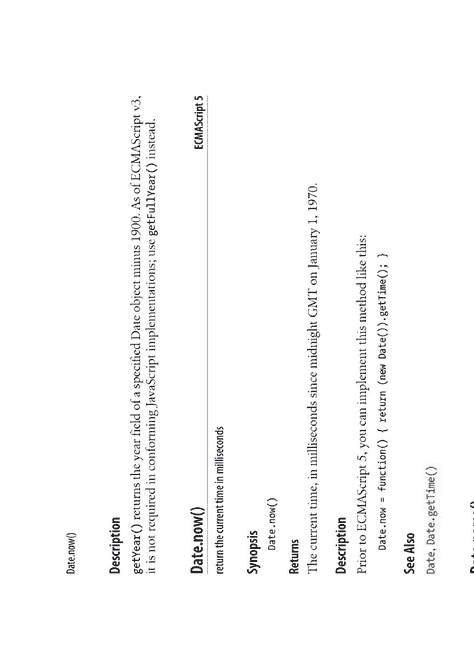 Date.now()
Description
getYear() returns the year field of a specified Date object minus 1900. As of ECMAScript v3,
it is not required in conforming JavaScript implementations; use getFullYear() instead.
Date.now() ECMAScript 5
return the current time in milliseconds
Synopsis
Date.now()
Returns
The current time, in milliseconds since midnight GMT on January 1, 1970.
Description
Prior to ECMAScript 5, you can implement this method like this:
Date.now = function() { return (new Date()).getTime(); }
See Also
Date, Date.getTime()